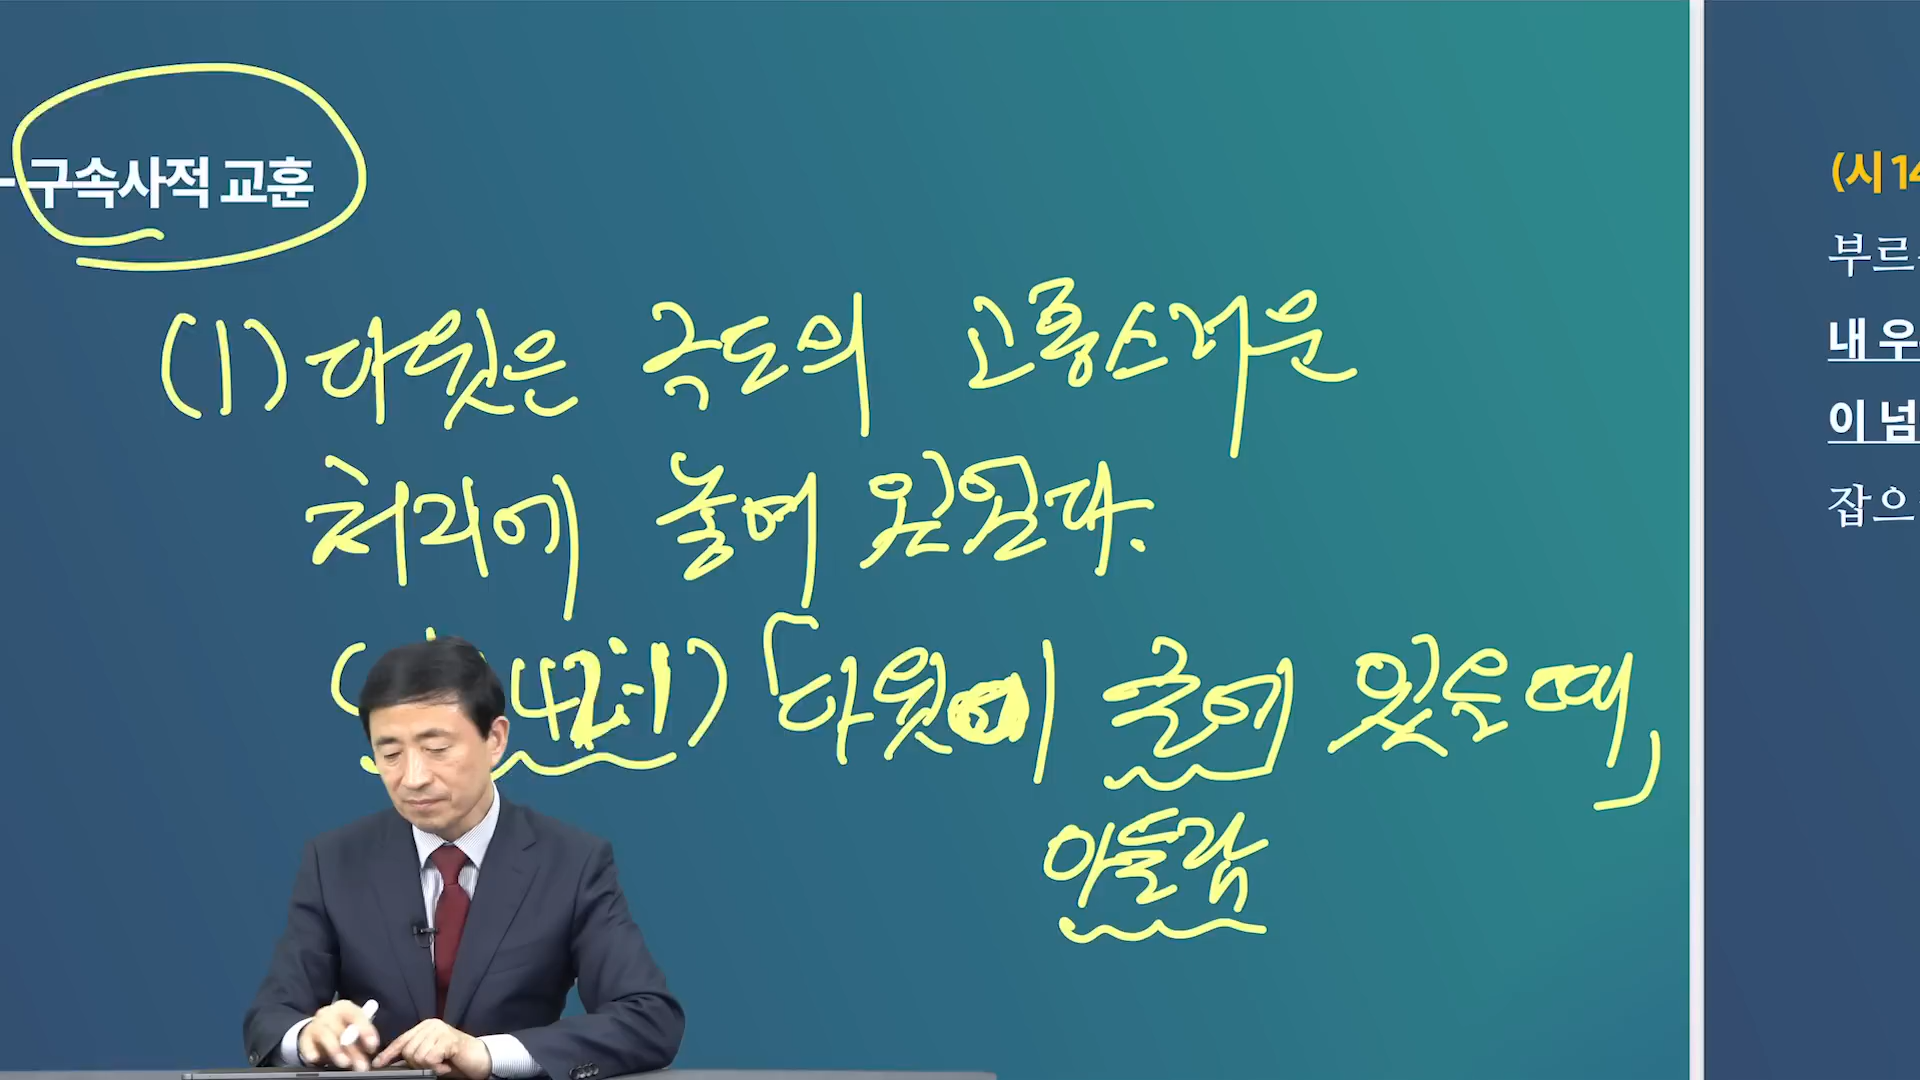 - 구속사적 교훈
(1) 다윗은 극도의 고통스러운
처리에 놓여 있었다.
142:1) 「다윗이 굴에 있을 때,
아둘람
(시 14
부르
내 우
이 넘
잡으